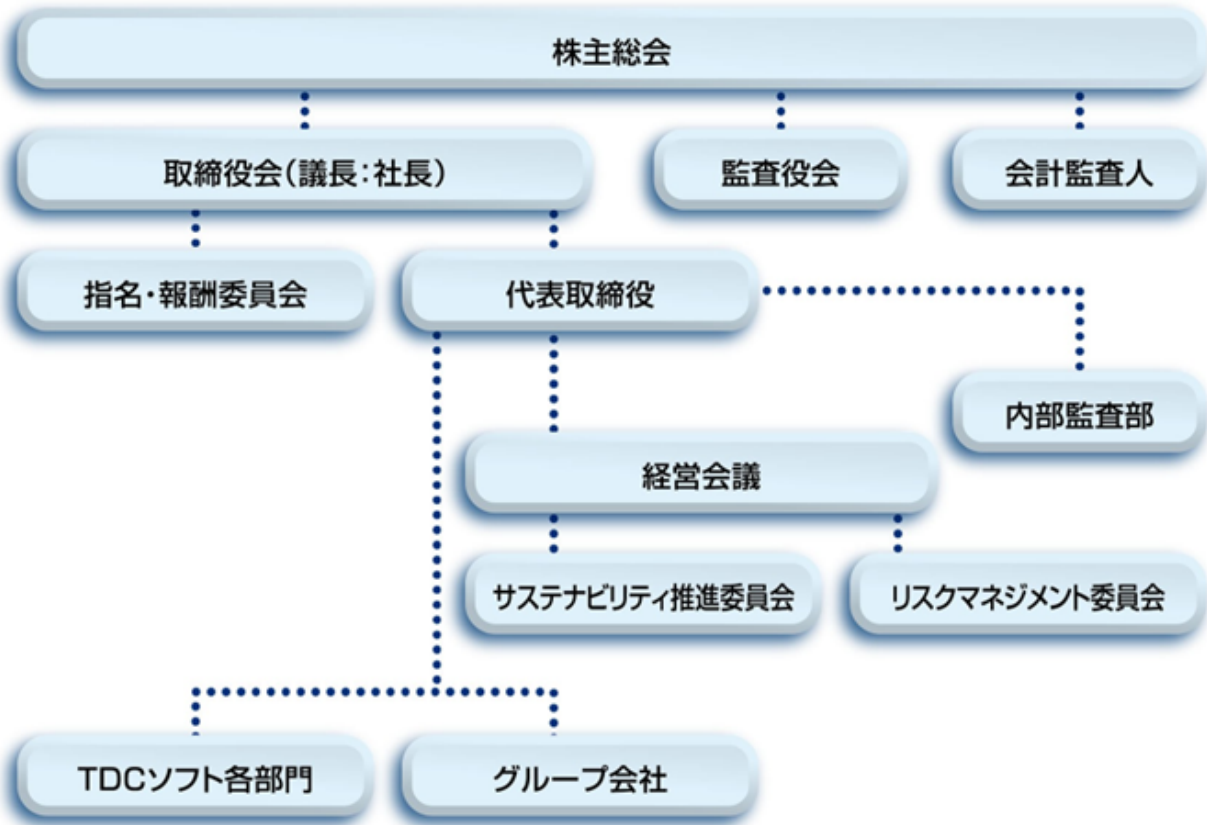 株主総会
取締役会(議長:社長)
監査役会
会計監査人
指名・報酬委員会
代表取締役
内部監査部
経営会議
サステナビリティ推進委員会
リスクマネジメント委員会
TDCソフト各部門
グループ会社